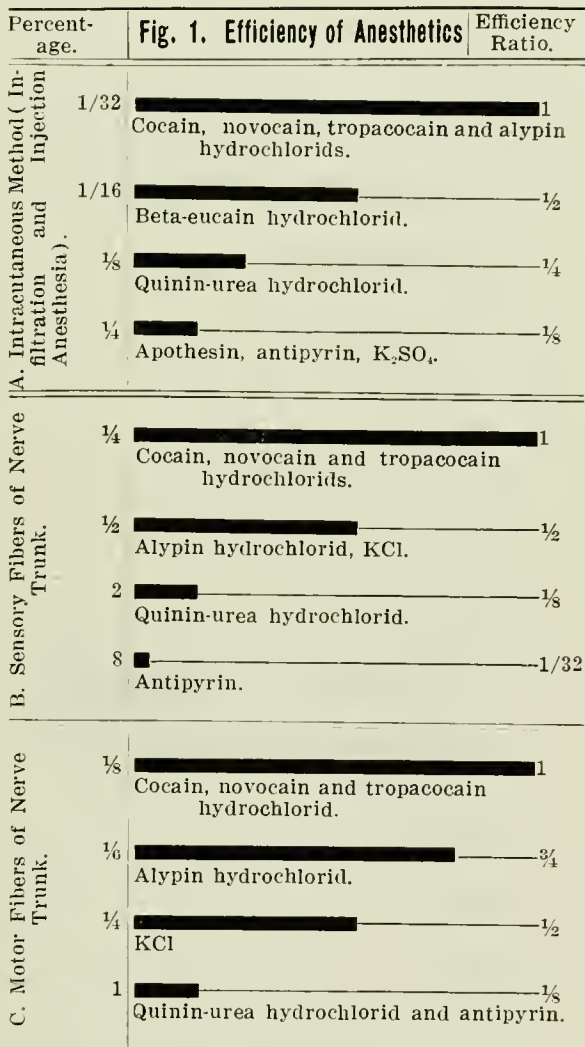 Percent-
age.
Fig. 1. Efficiency of Anesthetics
Efficiency
Ratio.
A. Intracutaneous Method (In-
filtration and Injection
Anesthesia).
1/32 1
Cocain, novocain, tropacocain and alypin
hydrochlorids.
1/16 ½
Beta-eucain hydrochlorid.
⅛ ¼
Quinin-urea hydrochlorid.
¼ ⅛
Apothesin, antipyrin, K₂SO₄.
B. Sensory Fibers of Nerve
Trunk.
¼ 1
Cocain, novocain and tropacocain
hydrochlorids.
½ ½
Alypin hydrochlorid, KCl.
2 ⅛
Quinin-urea hydrochlorid.
8 1/32
Antipyrin.
C. Motor Fibers of Nerve
Trunk.
⅛ 1
Cocain, novocain and tropacocain
hydrochlorid.
⅙ ¾
Alypin hydrochlorid.
¼ ½
KCl
1 ⅛
Quinin-urea hydrochlorid and antipyrin.